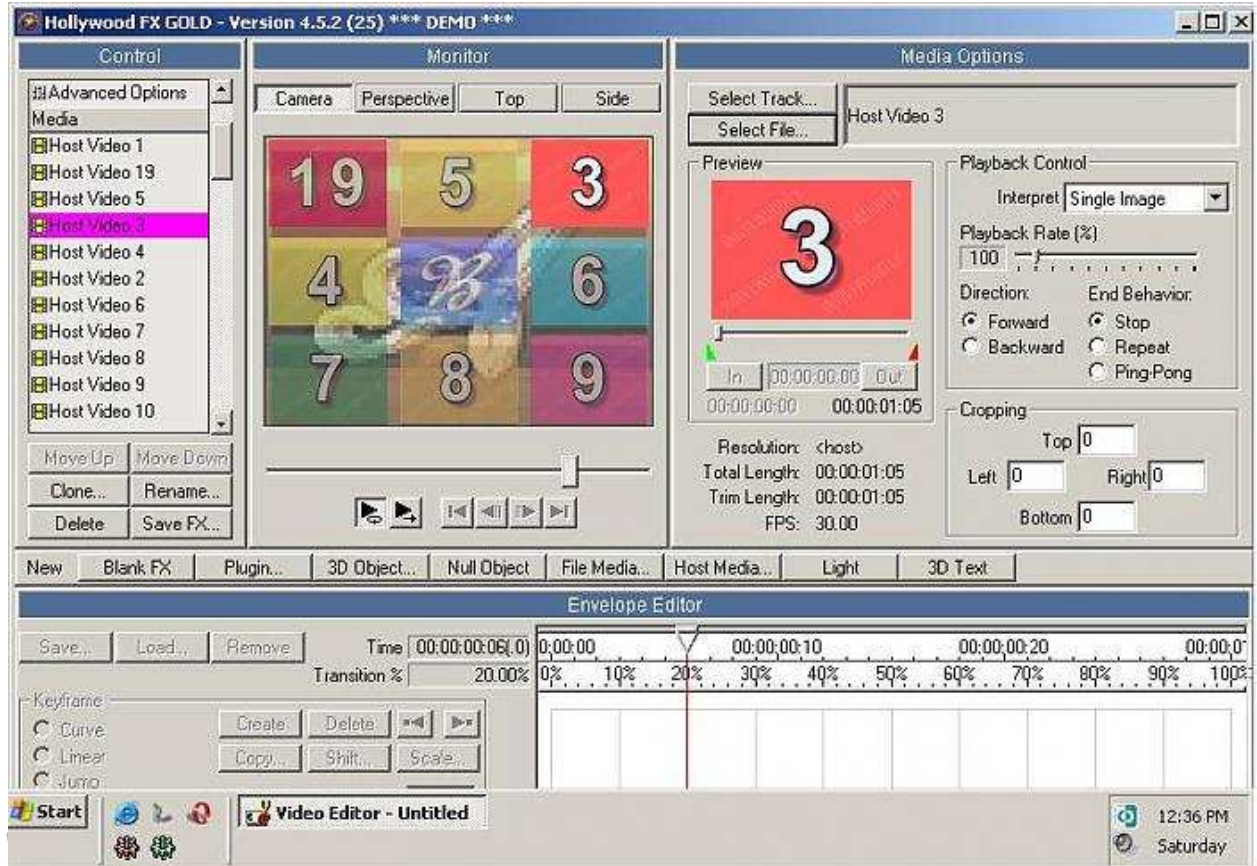 Hollywood FX GOLD - Version 4.5.2 (25) *** DEMO ***
Control
Monitor
Media Options
Advanced Options
Media
Host Video 1
Host Video 19
Host Video 5
Host Video 3
Host Video 4
Host Video 2
Host Video 6
Host Video 7
Host Video 8
Host Video 9
Host Video 10
Move Up Move Down
Clone... Rename...
Delete Save FX...
Camera Perspective Top Side
19 5 3
4 B 6
7 8 9
Select Track...
Select File...
Host Video 3
Preview
3
In 00:00:00:00 Out
00:00:00:00 00:00:01:05
Resolution: <host>
Total Length: 00:00:01:05
Trim Length: 00:00:01:05
FPS: 30.00
Playback Control
Interpret Single Image
Playback Rate (%)
100
Direction: End Behavior:
Forward Stop
Backward Repeat
Ping-Pong
Cropping
Top 0
Left 0 Right 0
Bottom 0
New Blank FX Plugin... 3D Object... Null Object File Media... Host Media... Light 3D Text
Envelope Editor
Save... Load... Remove
Time 00:00:00:06(.0)
Transition % 20.00%
0;00:00 00:00;00:10 00:00;00:20 00:00;0
0% 10% 20% 30% 40% 50% 60% 70% 80% 90% 100%
Keyframe
Curve
Linear
Jump
Create Delete
Copy... Shift... Scale...
Start
Video Editor - Untitled
12:36 PM
Saturday